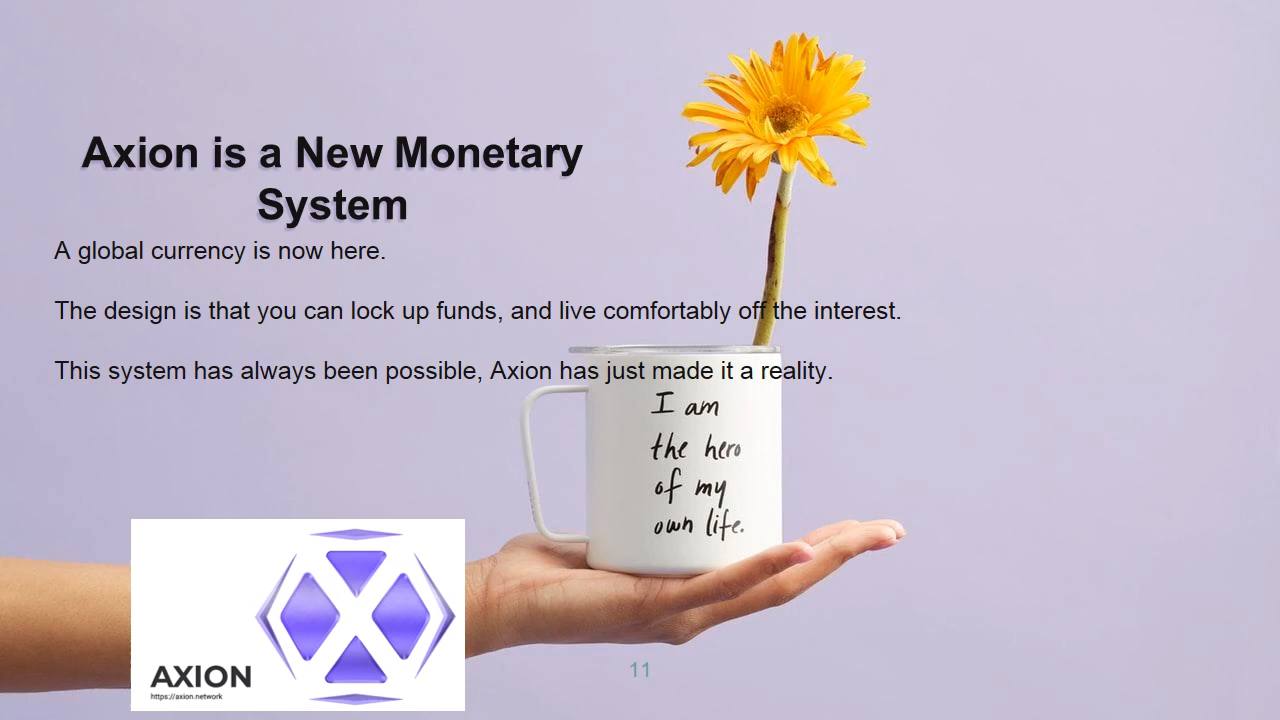 Axion is a New Monetary
System
A global currency is now here.
The design is that you can lock up funds, and live comfortably off the interest.
This system has always been possible, Axion has just made it a reality.
I am
the hero
of my
own life.
AXION
https://axion.network
11